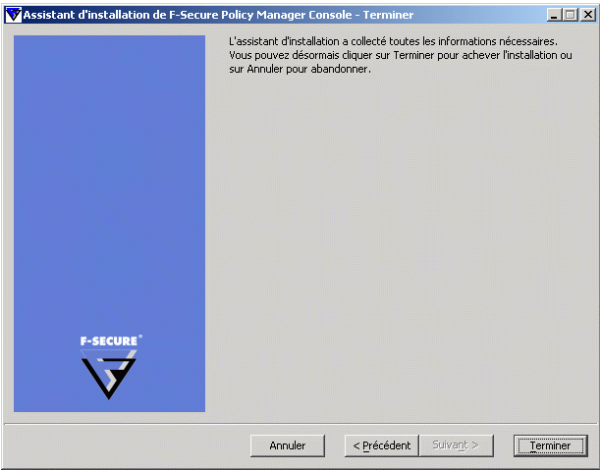 Assistant d'installation de F-Secure Policy Manager Console - Terminer
L'assistant d'installation a collecté toutes les informations nécessaires.
Vous pouvez désormais cliquer sur Terminer pour achever l'installation ou
sur Annuler pour abandonner.
F-SECURE®
Annuler
< Précédent
Suivant >
Terminer